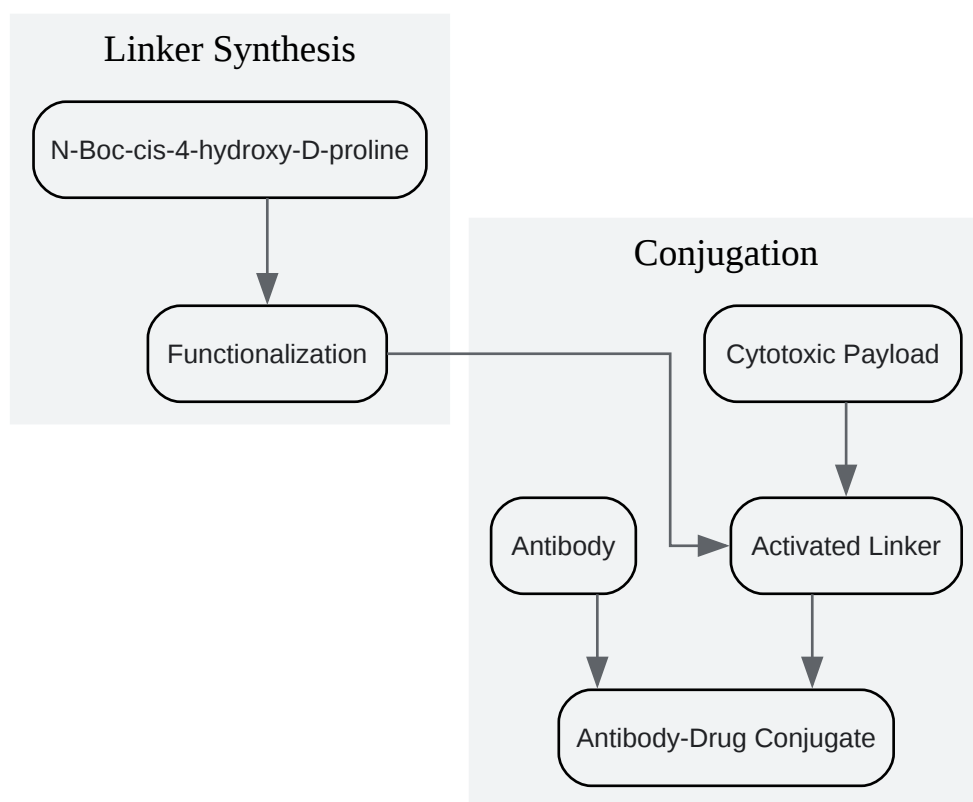 Linker Synthesis
N-Boc-cis-4-hydroxy-D-proline
Functionalization
Conjugation
Cytotoxic Payload
Antibody
Activated Linker
Antibody-Drug Conjugate